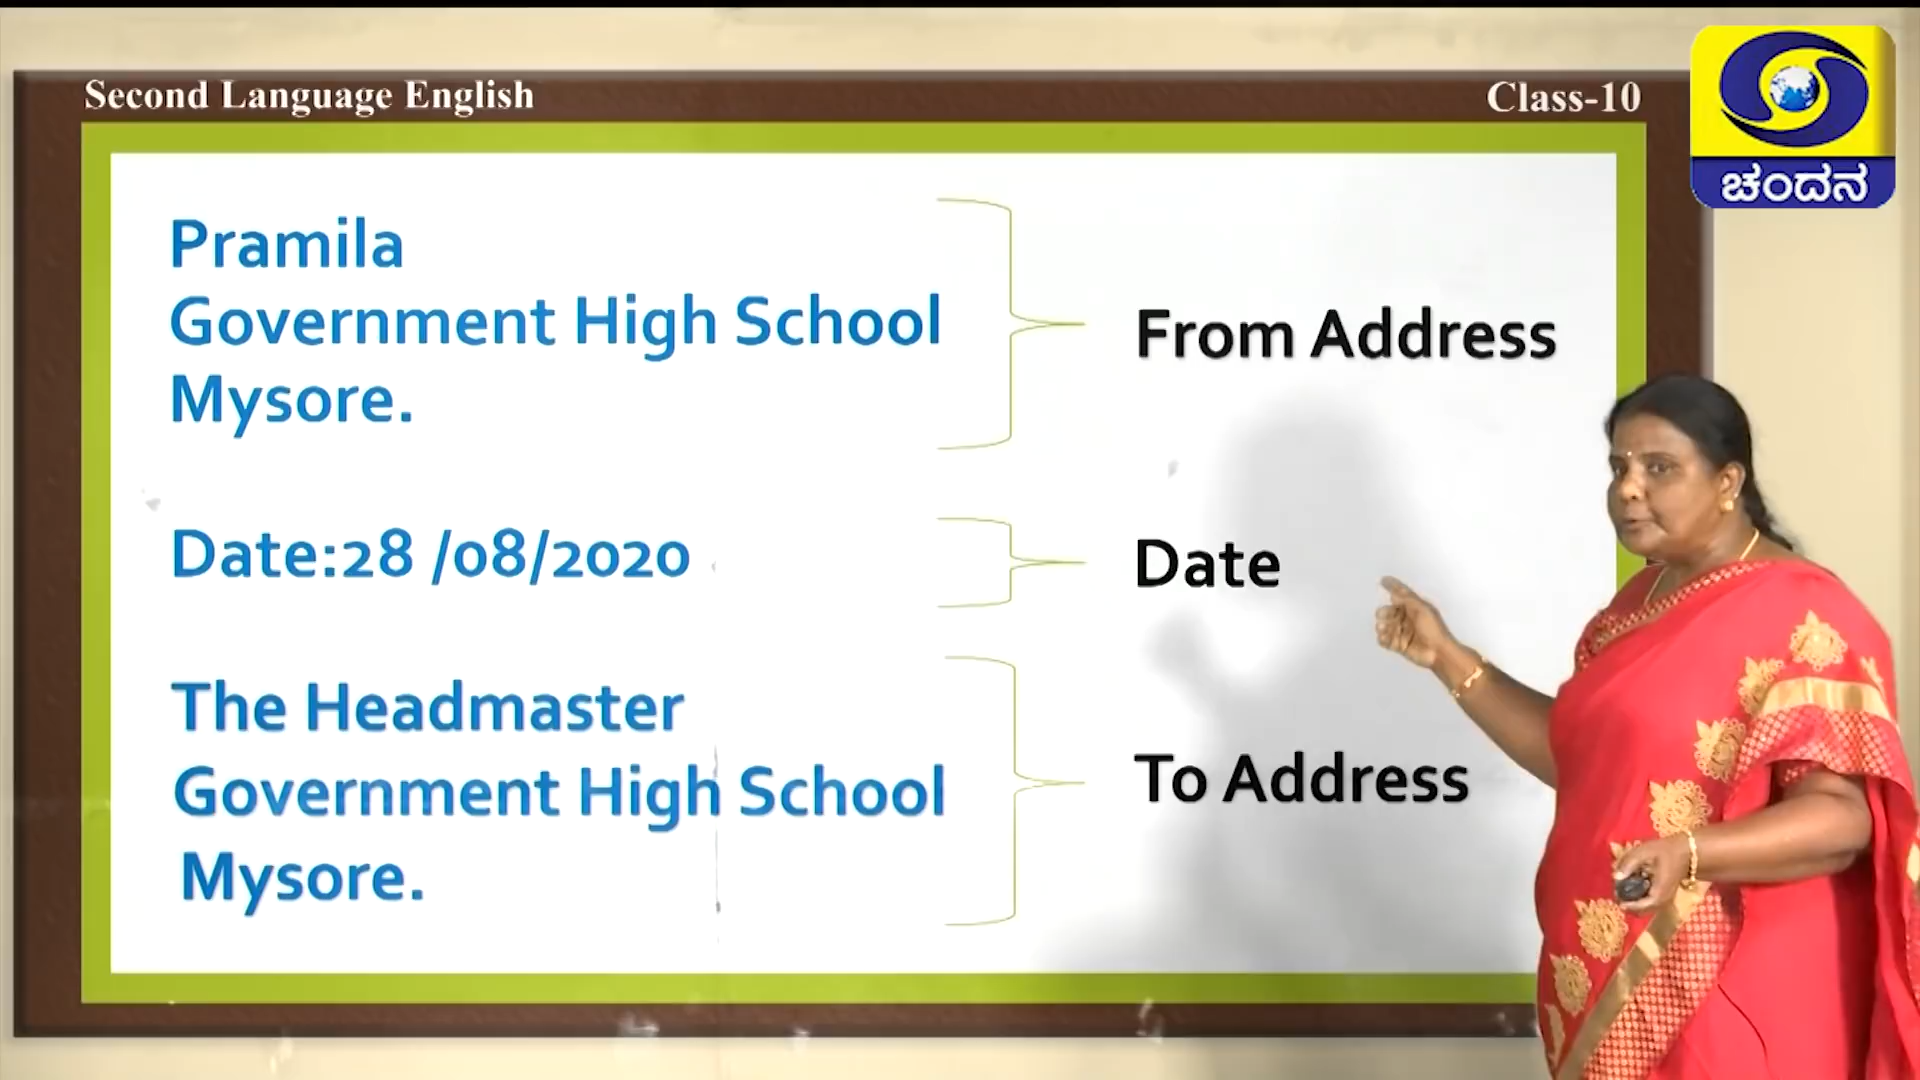 Second Language English
Class-10
ಚಂದನ
Pramila
Government High School
Mysore.
From Address
Date:28 /08/2020
Date
The Headmaster
Government High School
Mysore.
To Address